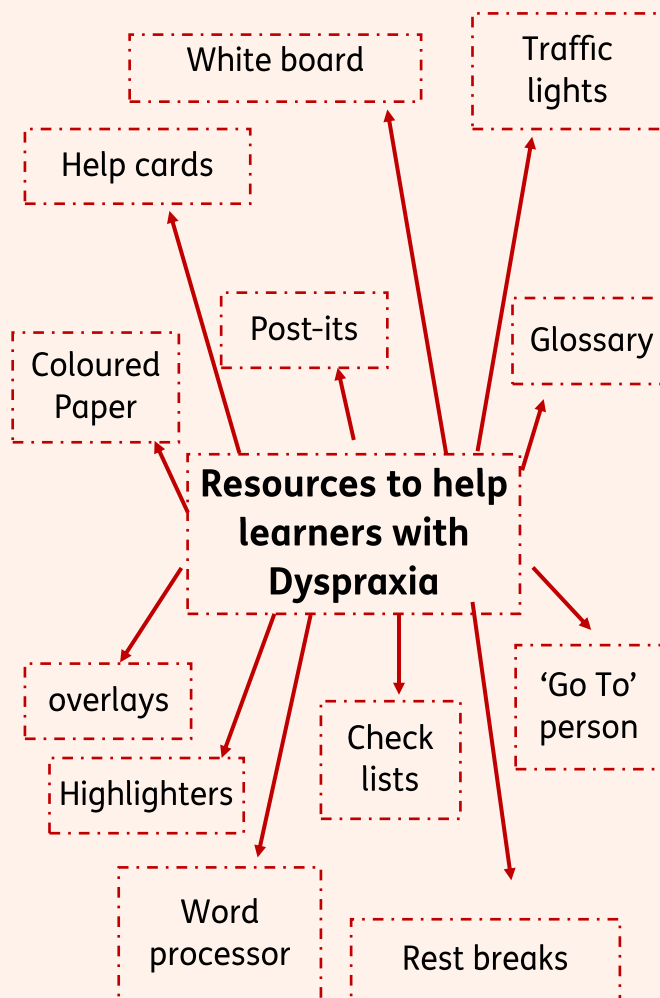 White board
Traffic
lights
Help cards
Post-its
Glossary
Coloured
Paper
Resources to help
learners with
Dyspraxia
overlays
‘Go To’
person
Check
lists
Highlighters
Word
processor
Rest breaks